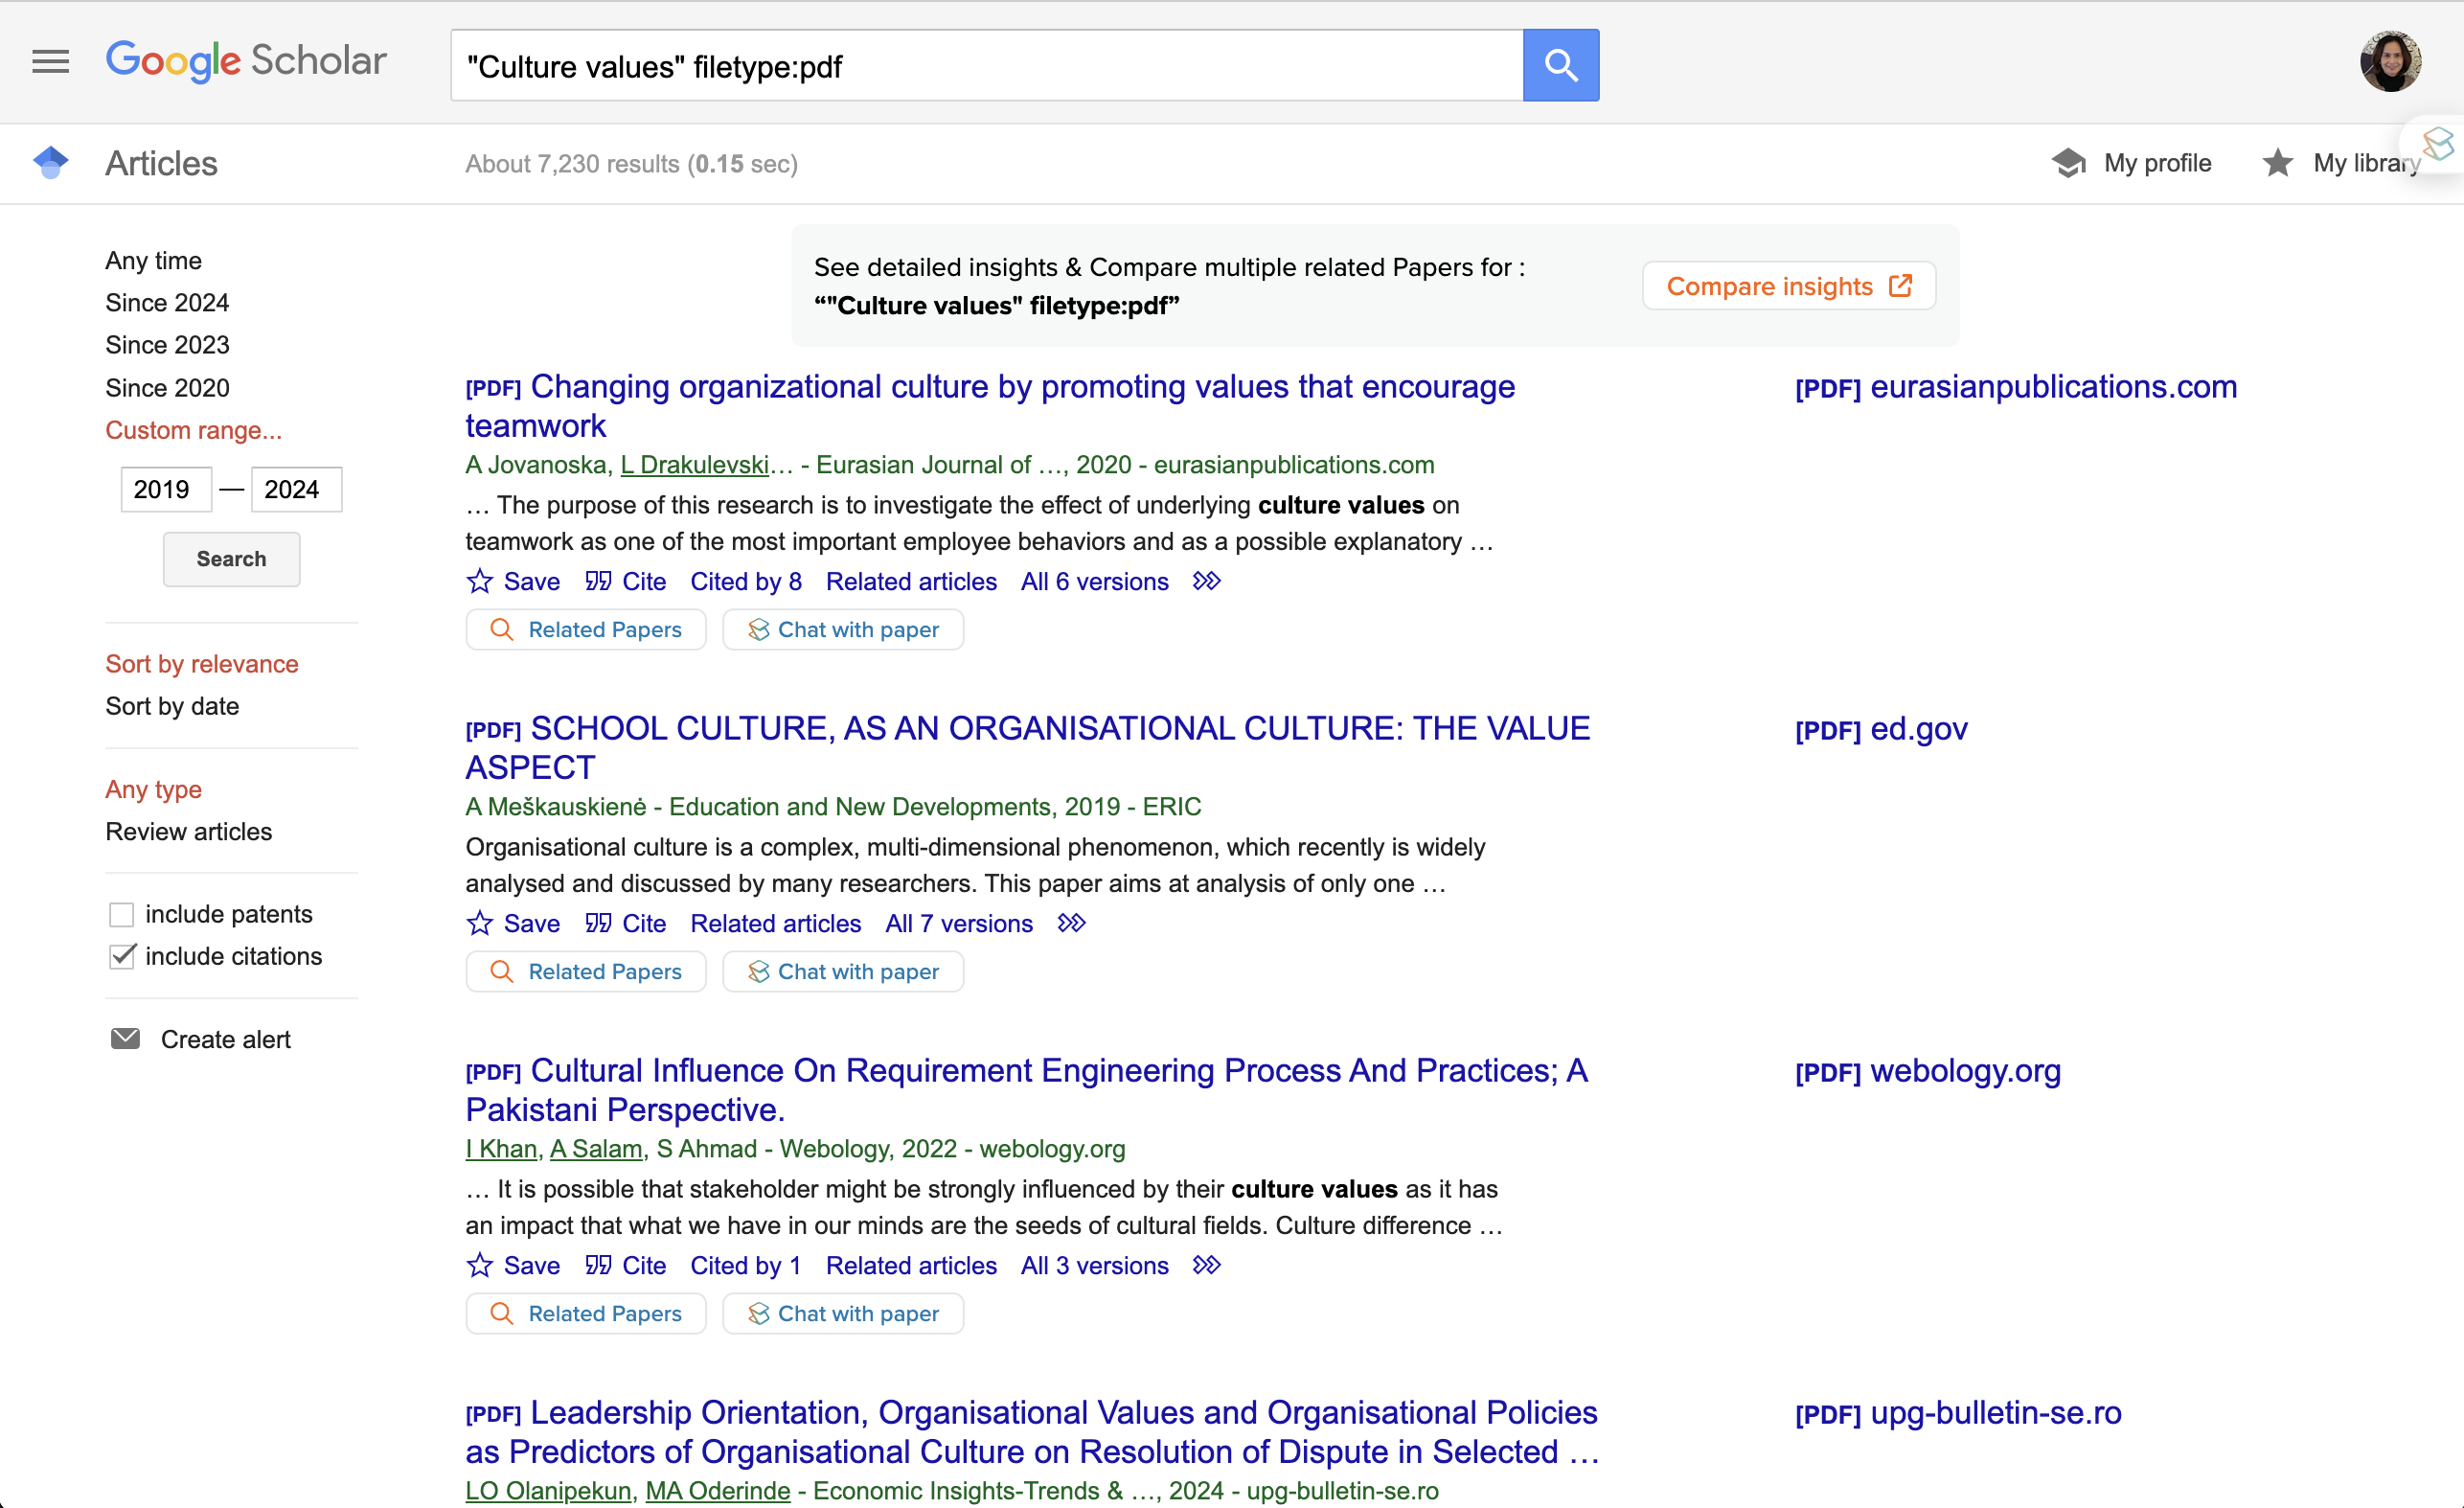 Google Scholar
"Culture values" filetype:pdf
Articles
About 7,230 results (0.15 sec)
My profile
My library
Any time
Since 2024
Since 2023
Since 2020
Custom range...
2019 — 2024
Search
Sort by relevance
Sort by date
Any type
Review articles
include patents
include citations
Create alert
See detailed insights & Compare multiple related Papers for :
“"Culture values" filetype:pdf”
Compare insights
[PDF] Changing organizational culture by promoting values that encourage
teamwork
A Jovanoska, L Drakulevski… - Eurasian Journal of …, 2020 - eurasianpublications.com
… The purpose of this research is to investigate the effect of underlying culture values on
teamwork as one of the most important employee behaviors and as a possible explanatory …
Save Cite Cited by 8 Related articles All 6 versions
Related Papers Chat with paper
[PDF] eurasianpublications.com
[PDF] SCHOOL CULTURE, AS AN ORGANISATIONAL CULTURE: THE VALUE
ASPECT
A Meškauskienė - Education and New Developments, 2019 - ERIC
Organisational culture is a complex, multi-dimensional phenomenon, which recently is widely
analysed and discussed by many researchers. This paper aims at analysis of only one …
Save Cite Related articles All 7 versions
Related Papers Chat with paper
[PDF] ed.gov
[PDF] Cultural Influence On Requirement Engineering Process And Practices; A
Pakistani Perspective.
I Khan, A Salam, S Ahmad - Webology, 2022 - webology.org
… It is possible that stakeholder might be strongly influenced by their culture values as it has
an impact that what we have in our minds are the seeds of cultural fields. Culture difference …
Save Cite Cited by 1 Related articles All 3 versions
Related Papers Chat with paper
[PDF] webology.org
[PDF] Leadership Orientation, Organisational Values and Organisational Policies
as Predictors of Organisational Culture on Resolution of Dispute in Selected …
LO Olanipekun, MA Oderinde - Economic Insights-Trends & …, 2024 - upg-bulletin-se.ro
[PDF] upg-bulletin-se.ro